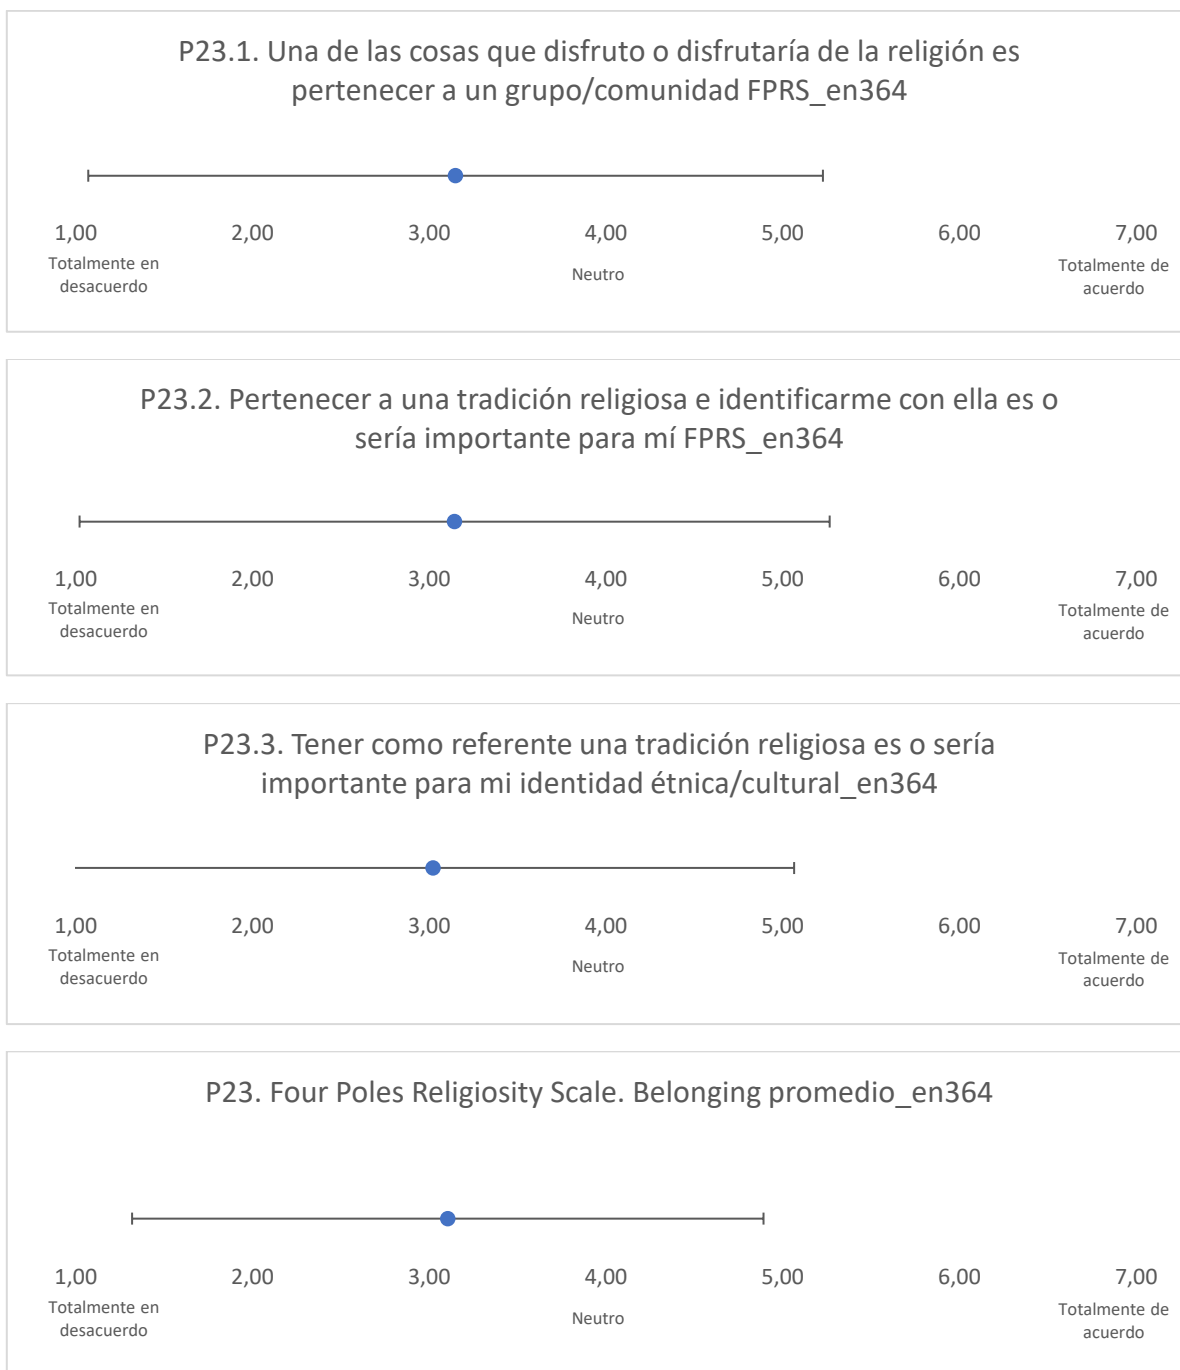 P23.1. Una de las cosas que disfruto o disfrutaría de la religión es
pertenecer a un grupo/comunidad FPRS_en364
1,00 2,00 3,00 4,00 5,00 6,00 7,00
Totalmente en
desacuerdo
Neutro
Totalmente de
acuerdo
P23.2. Pertenecer a una tradición religiosa e identificarme con ella es o
sería importante para mí FPRS_en364
1,00 2,00 3,00 4,00 5,00 6,00 7,00
Totalmente en
desacuerdo
Neutro
Totalmente de
acuerdo
P23.3. Tener como referente una tradición religiosa es o sería
importante para mi identidad étnica/cultural_en364
1,00 2,00 3,00 4,00 5,00 6,00 7,00
Totalmente en
desacuerdo
Neutro
Totalmente de
acuerdo
P23. Four Poles Religiosity Scale. Belonging promedio_en364
1,00 2,00 3,00 4,00 5,00 6,00 7,00
Totalmente en
desacuerdo
Neutro
Totalmente de
acuerdo